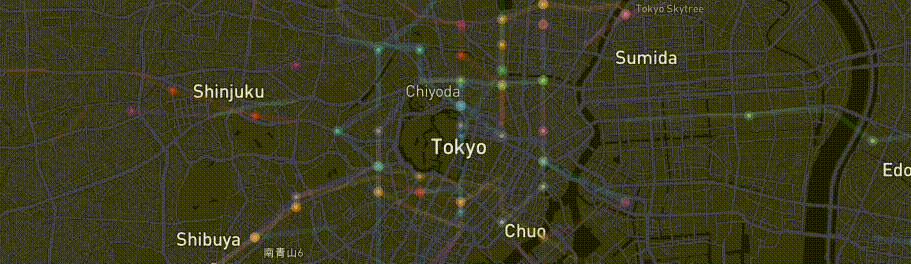 Tokyo Skytree
Sumida
Shinjuku
Chiyoda
Tokyo
Edo
Chuo
Shibuya
南青山6